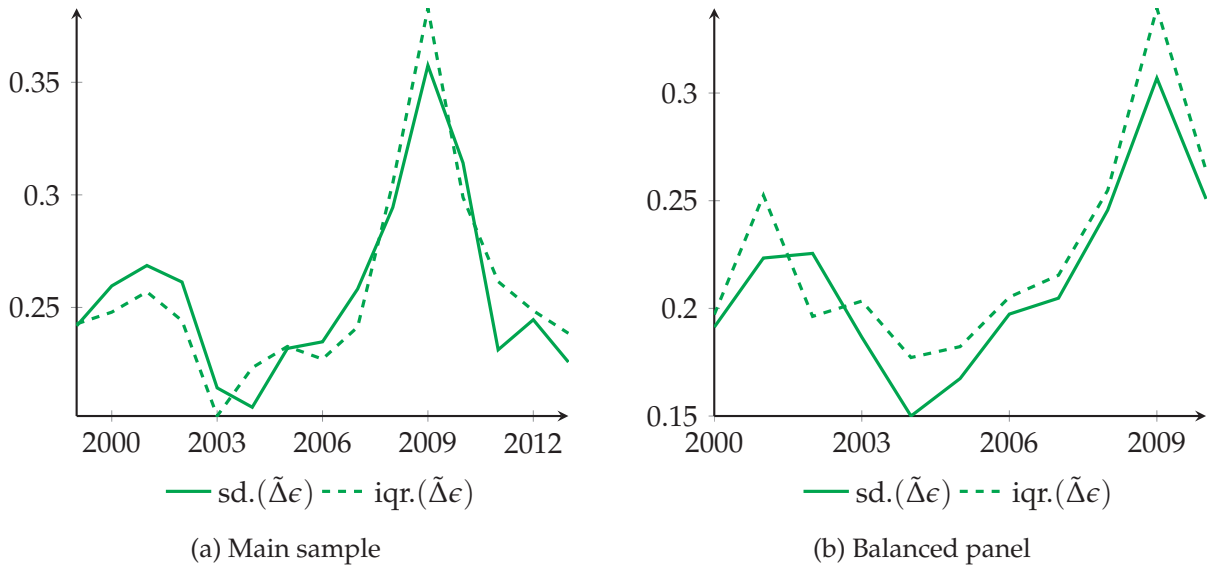 0.35
0.3
0.25
2000 2003 2006 2009 2012
sd.(Δ̃ϵ) iqr.(Δ̃ϵ)
(a) Main sample
0.3
0.25
0.2
0.15
2000 2003 2006 2009
sd.(Δ̃ϵ) iqr.(Δ̃ϵ)
(b) Balanced panel